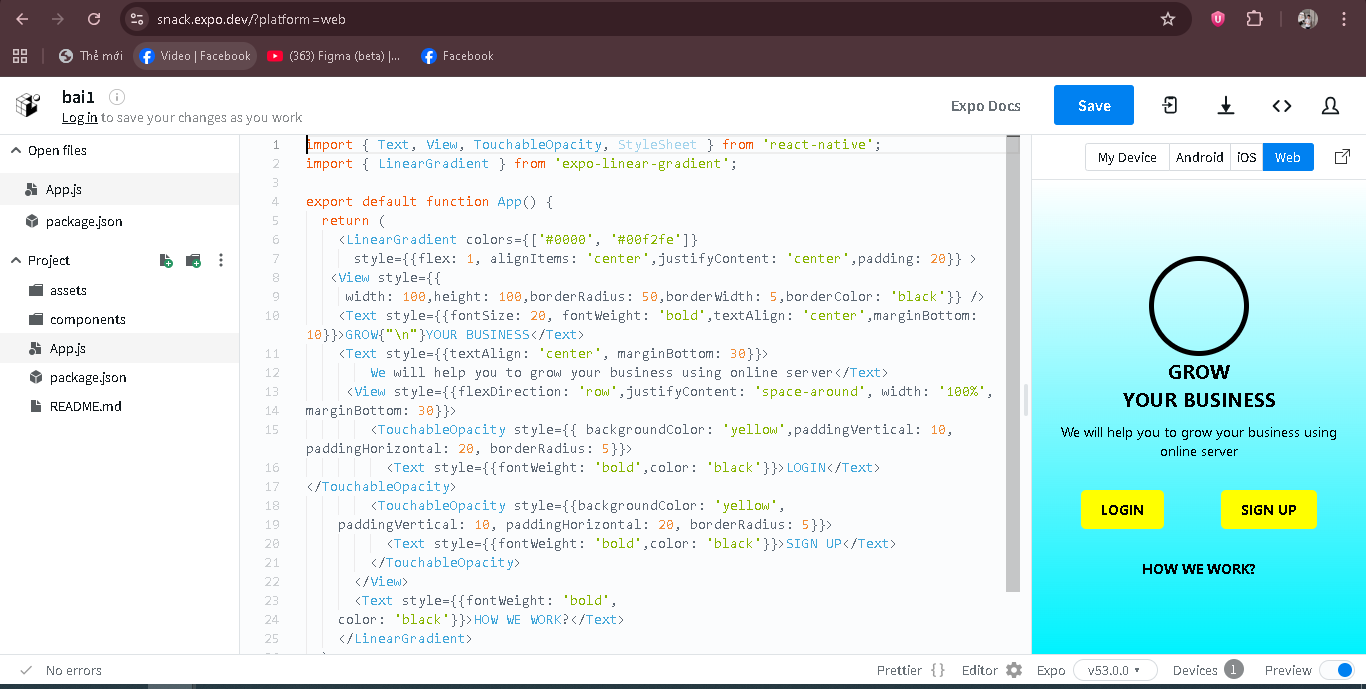 snack.expo.dev/?platform=web
Thẻ mới
Video | Facebook
(363) Figma (beta) |...
Facebook
bai1
Log in to save your changes as you work
Expo Docs
Save
Open files
App.js
package.json
Project
assets
components
App.js
package.json
README.md
1 import { Text, View, TouchableOpacity, StyleSheet } from 'react-native';
2 import { LinearGradient } from 'expo-linear-gradient';
3
4 export default function App() {
5 return (
6 <LinearGradient colors={['#0000', '#00f2fe']}
7 style={{flex: 1, alignItems: 'center',justifyContent: 'center',padding: 20}} >
8 <View style={{
9 width: 100,height: 100,borderRadius: 50,borderWidth: 5,borderColor: 'black'}} />
10 <Text style={{fontSize: 20, fontWeight: 'bold',textAlign: 'center',marginBottom:
10}}>GROW{"\n"}YOUR BUSINESS</Text>
11 <Text style={{textAlign: 'center', marginBottom: 30}}>
12 We will help you to grow your business using online server</Text>
13 <View style={{flexDirection: 'row',justifyContent: 'space-around', width: '100%',
14 marginBottom: 30}}>
15 <TouchableOpacity style={{ backgroundColor: 'yellow',paddingVertical: 10,
paddingHorizontal: 20, borderRadius: 5}}>
16 <Text style={{fontWeight: 'bold',color: 'black'}}>LOGIN</Text>
17 </TouchableOpacity>
18 <TouchableOpacity style={{backgroundColor: 'yellow',
19 paddingVertical: 10, paddingHorizontal: 20, borderRadius: 5}}>
20 <Text style={{fontWeight: 'bold',color: 'black'}}>SIGN UP</Text>
21 </TouchableOpacity>
22 </View>
23 <Text style={{fontWeight: 'bold',
24 color: 'black'}}>HOW WE WORK?</Text>
25 </LinearGradient>
My Device
Android
iOS
Web
GROW
YOUR BUSINESS
We will help you to grow your business using
online server
LOGIN
SIGN UP
HOW WE WORK?
No errors
Prettier { }
Editor
Expo
v53.0.0
Devices 1
Preview